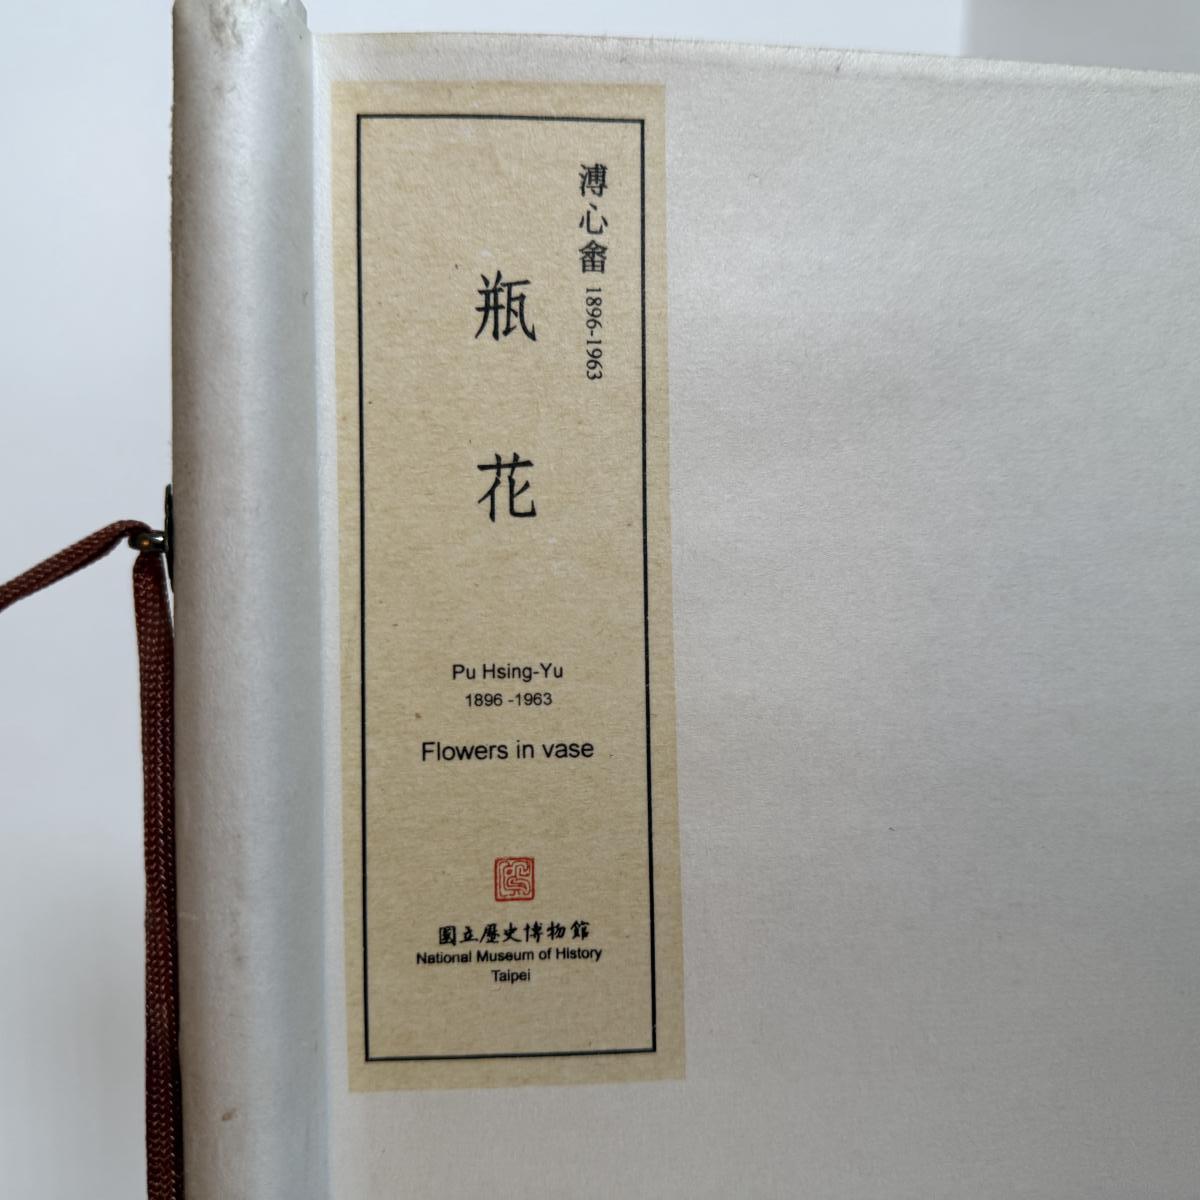 溥心畬 1896-1963
瓶花
Pu Hsing-Yu
1896 -1963
Flowers in vase
國立歷史博物館
National Museum of History
Taipei